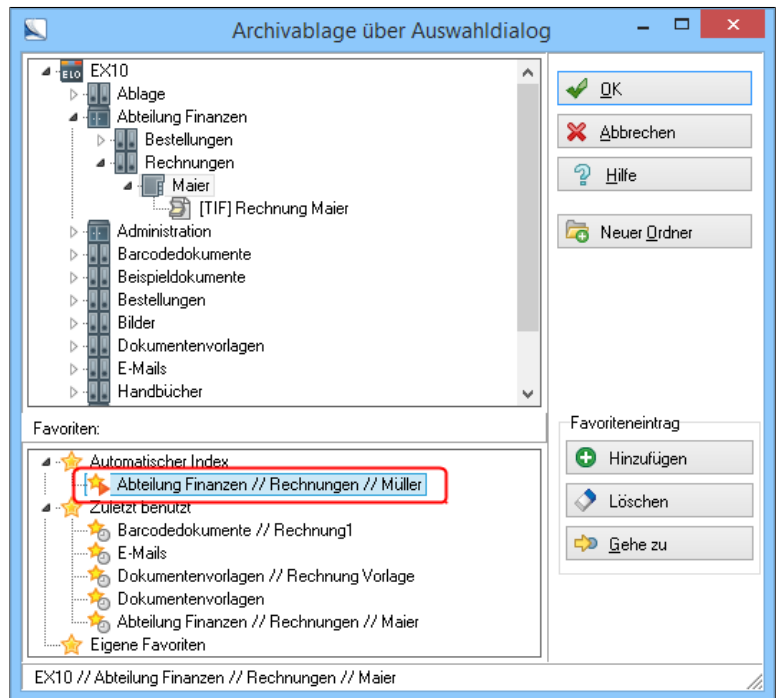 Archivablage über Auswahldialog
EX10
Ablage
Abteilung Finanzen
Bestellungen
Rechnungen
Maier
[TIF] Rechnung Maier
Administration
Barcodedokumente
Beispieldokumente
Bestellungen
Bilder
Dokumentenvorlagen
E-Mails
Handbücher
OK
Abbrechen
Hilfe
Neuer Ordner
Favoriten:
Automatischer Index
Abteilung Finanzen // Rechnungen // Müller
Zuletzt benutzt
Barcodedokumente // Rechnung1
E-Mails
Dokumentenvorlagen // Rechnung Vorlage
Dokumentenvorlagen
Abteilung Finanzen // Rechnungen // Maier
Eigene Favoriten
Favoriteneintrag
Hinzufügen
Löschen
Gehe zu
EX10 // Abteilung Finanzen // Rechnungen // Maier